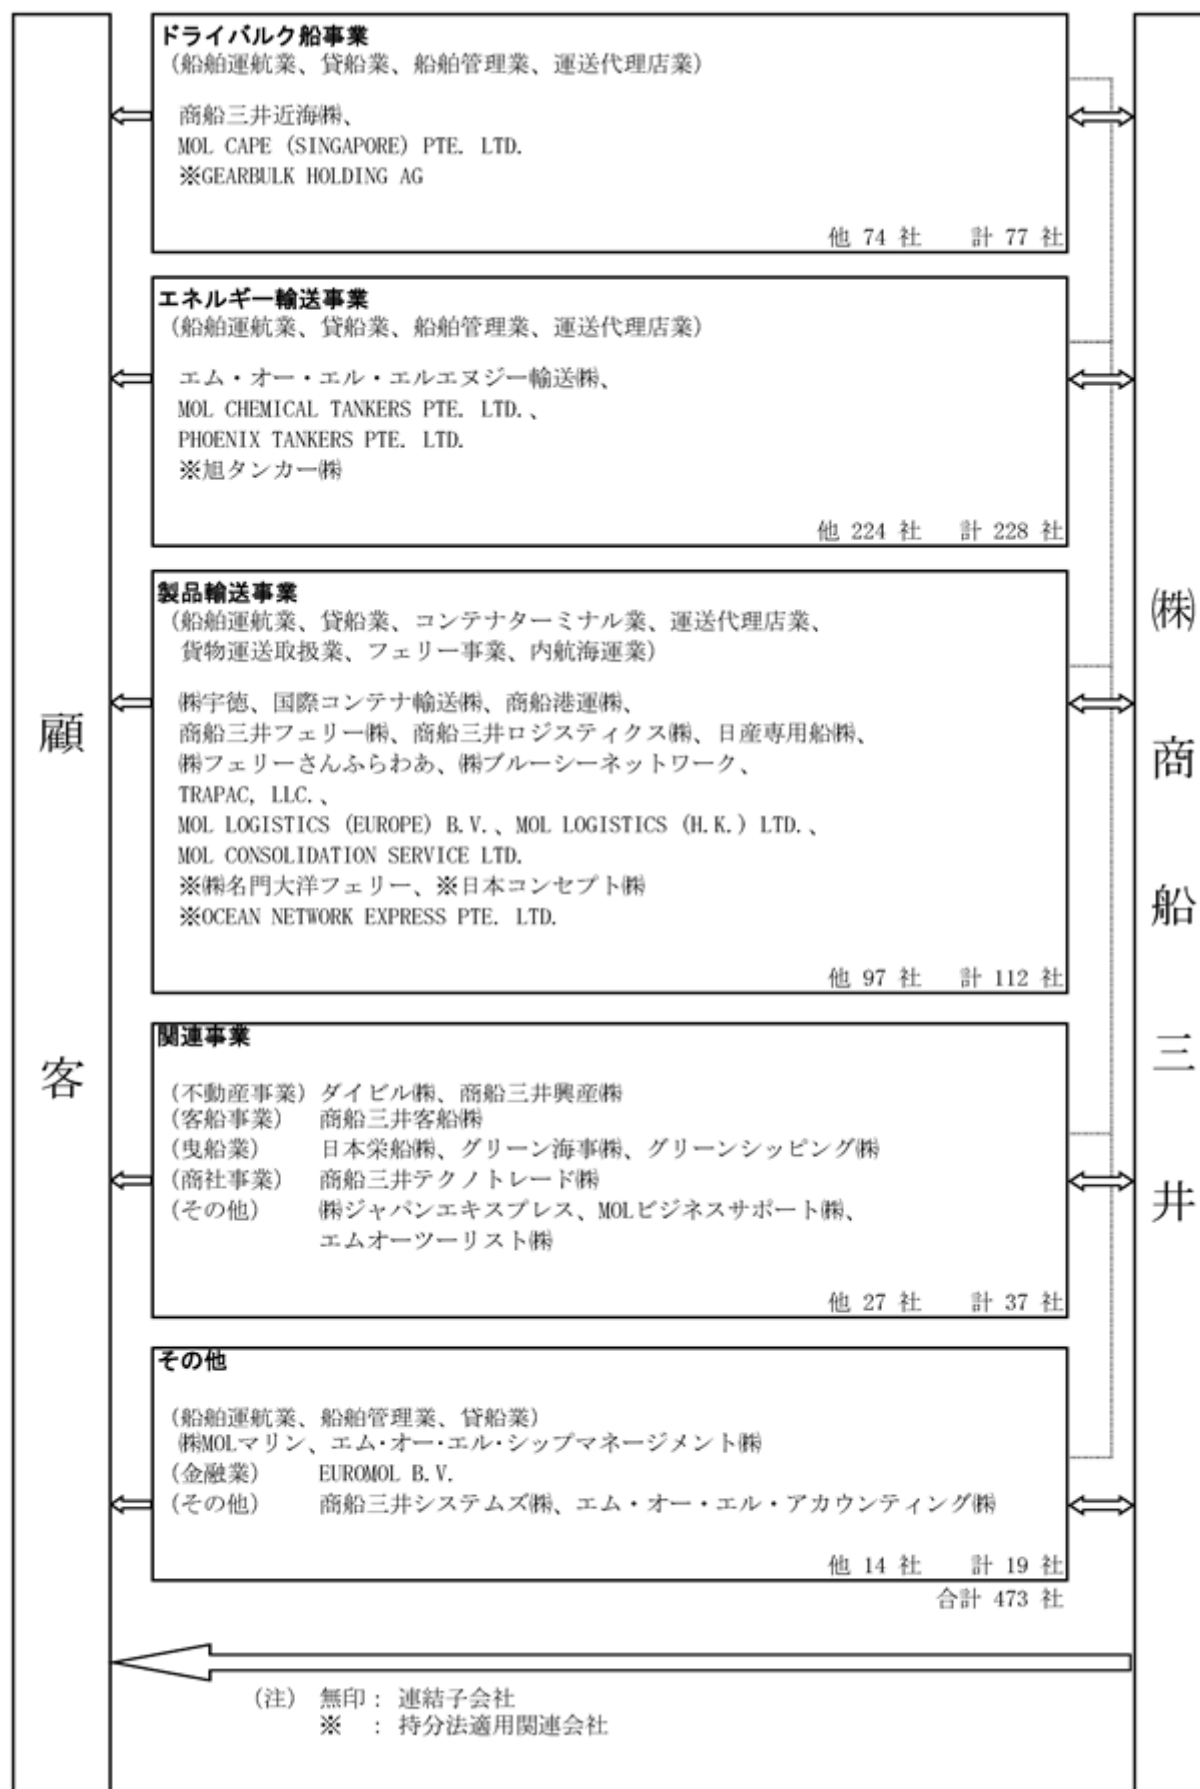 ドライバルク船事業
(船舶運航業、貸船業、船舶管理業、運送代理店業)
商船三井近海㈱、
MOL CAPE (SINGAPORE) PTE. LTD.
※GEARBULK HOLDING AG
他 74 社 計 77 社
エネルギー輸送事業
(船舶運航業、貸船業、船舶管理業、運送代理店業)
エム・オー・エル・エルエヌジー輸送㈱、
MOL CHEMICAL TANKERS PTE. LTD.、
PHOENIX TANKERS PTE. LTD.
※旭タンカー㈱
他 224 社 計 228 社
製品輸送事業
(船舶運航業、貸船業、コンテナターミナル業、運送代理店業、
貨物運送取扱業、フェリー事業、内航海運業)
㈱宇徳、国際コンテナ輸送㈱、商船港運㈱、
商船三井フェリー㈱、商船三井ロジスティクス㈱、日産専用船㈱、
㈱フェリーさんふらわあ、㈱ブルーシーネットワーク、
TRAPAC, LLC.、
MOL LOGISTICS (EUROPE) B.V.、MOL LOGISTICS (H.K.) LTD.、
MOL CONSOLIDATION SERVICE LTD.
※㈱名門大洋フェリー、※日本コンセプト㈱
※OCEAN NETWORK EXPRESS PTE. LTD.
他 97 社 計 112 社
関連事業
(不動産事業) ダイビル㈱、商船三井興産㈱
(客船事業) 商船三井客船㈱
(曳船業) 日本栄船㈱、グリーン海事㈱、グリーンシッピング㈱
(商社事業) 商船三井テクノトレード㈱
(その他) ㈱ジャパンエキスプレス、MOLビジネスサポート㈱、
エムオーツーリスト㈱
他 27 社 計 37 社
その他
(船舶運航業、船舶管理業、貸船業)
㈱MOLマリン、エム･オー･エル･シップマネージメント㈱
(金融業) EUROMOL B.V.
(その他) 商船三井システムズ㈱、エム・オー・エル・アカウンティング㈱
他 14 社 計 19 社
合計 473 社
(注) 無印： 連結子会社
※ ： 持分法適用関連会社
顧客
㈱商船三井